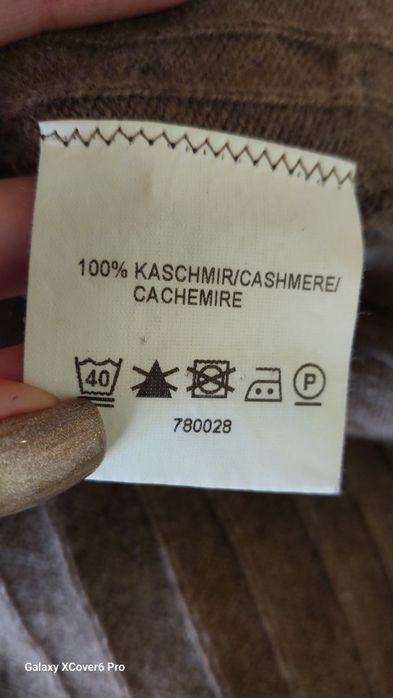 100% KASCHMIR/CASHMERE/
CACHEMIRE
40
P
780028
Galaxy XCover6 Pro